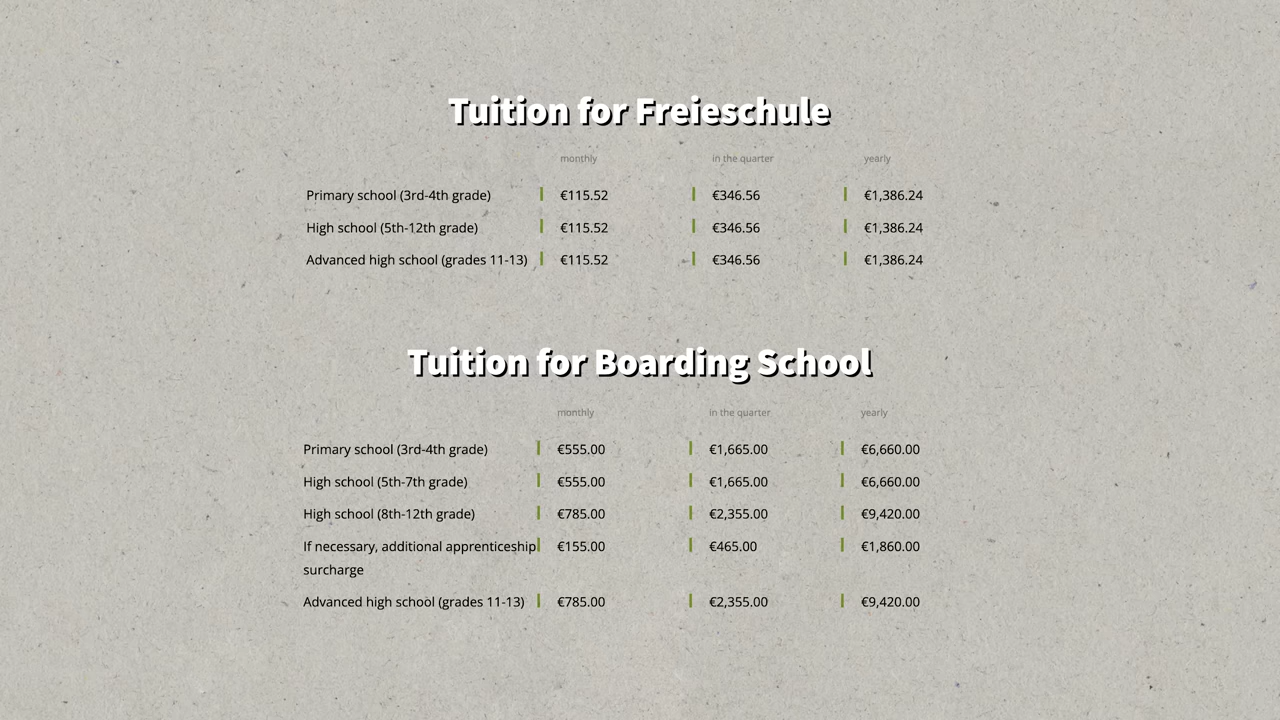 Tuition for Freieschule
monthly in the quarter yearly
Primary school (3rd-4th grade) €115.52 €346.56 €1,386.24
High school (5th-12th grade) €115.52 €346.56 €1,386.24
Advanced high school (grades 11-13) €115.52 €346.56 €1,386.24
Tuition for Boarding School
monthly in the quarter yearly
Primary school (3rd-4th grade) €555.00 €1,665.00 €6,660.00
High school (5th-7th grade) €555.00 €1,665.00 €6,660.00
High school (8th-12th grade) €785.00 €2,355.00 €9,420.00
If necessary, additional apprenticeship €155.00 €465.00 €1,860.00
surcharge
Advanced high school (grades 11-13) €785.00 €2,355.00 €9,420.00